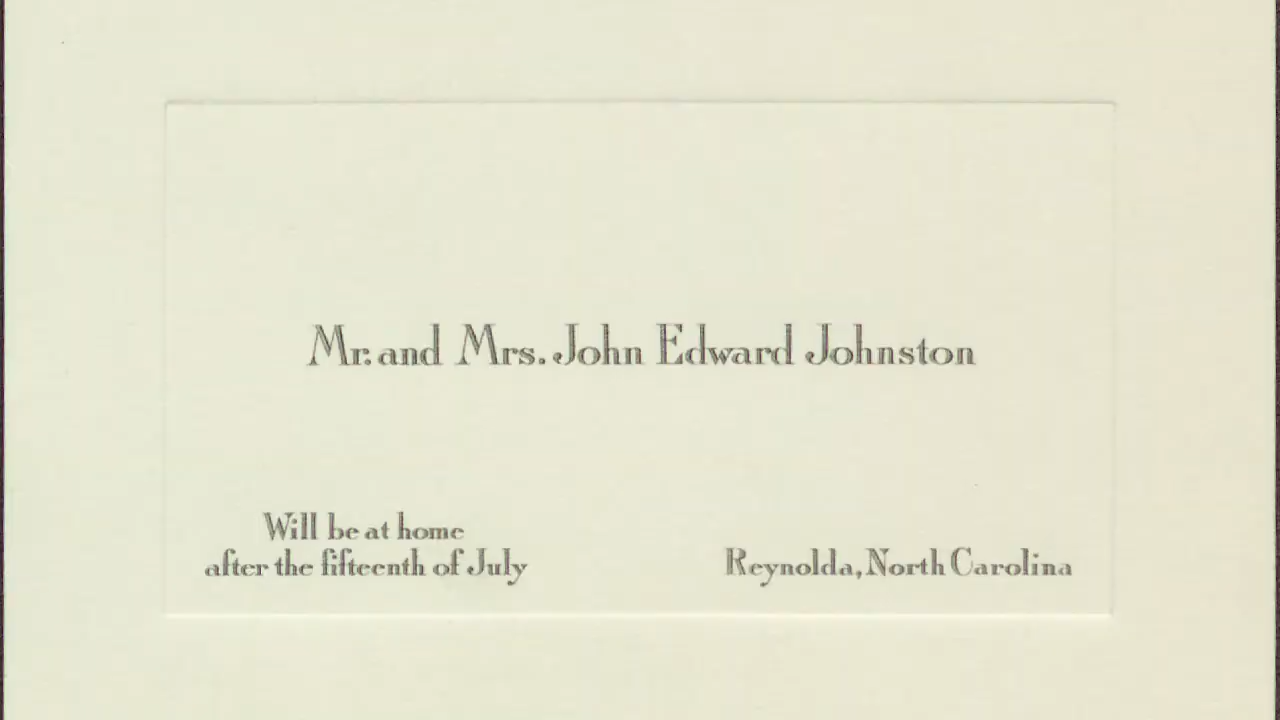 Mr. and Mrs. John Edward Johnston
Will be at home
after the fifteenth of July
Reynolda, North Carolina